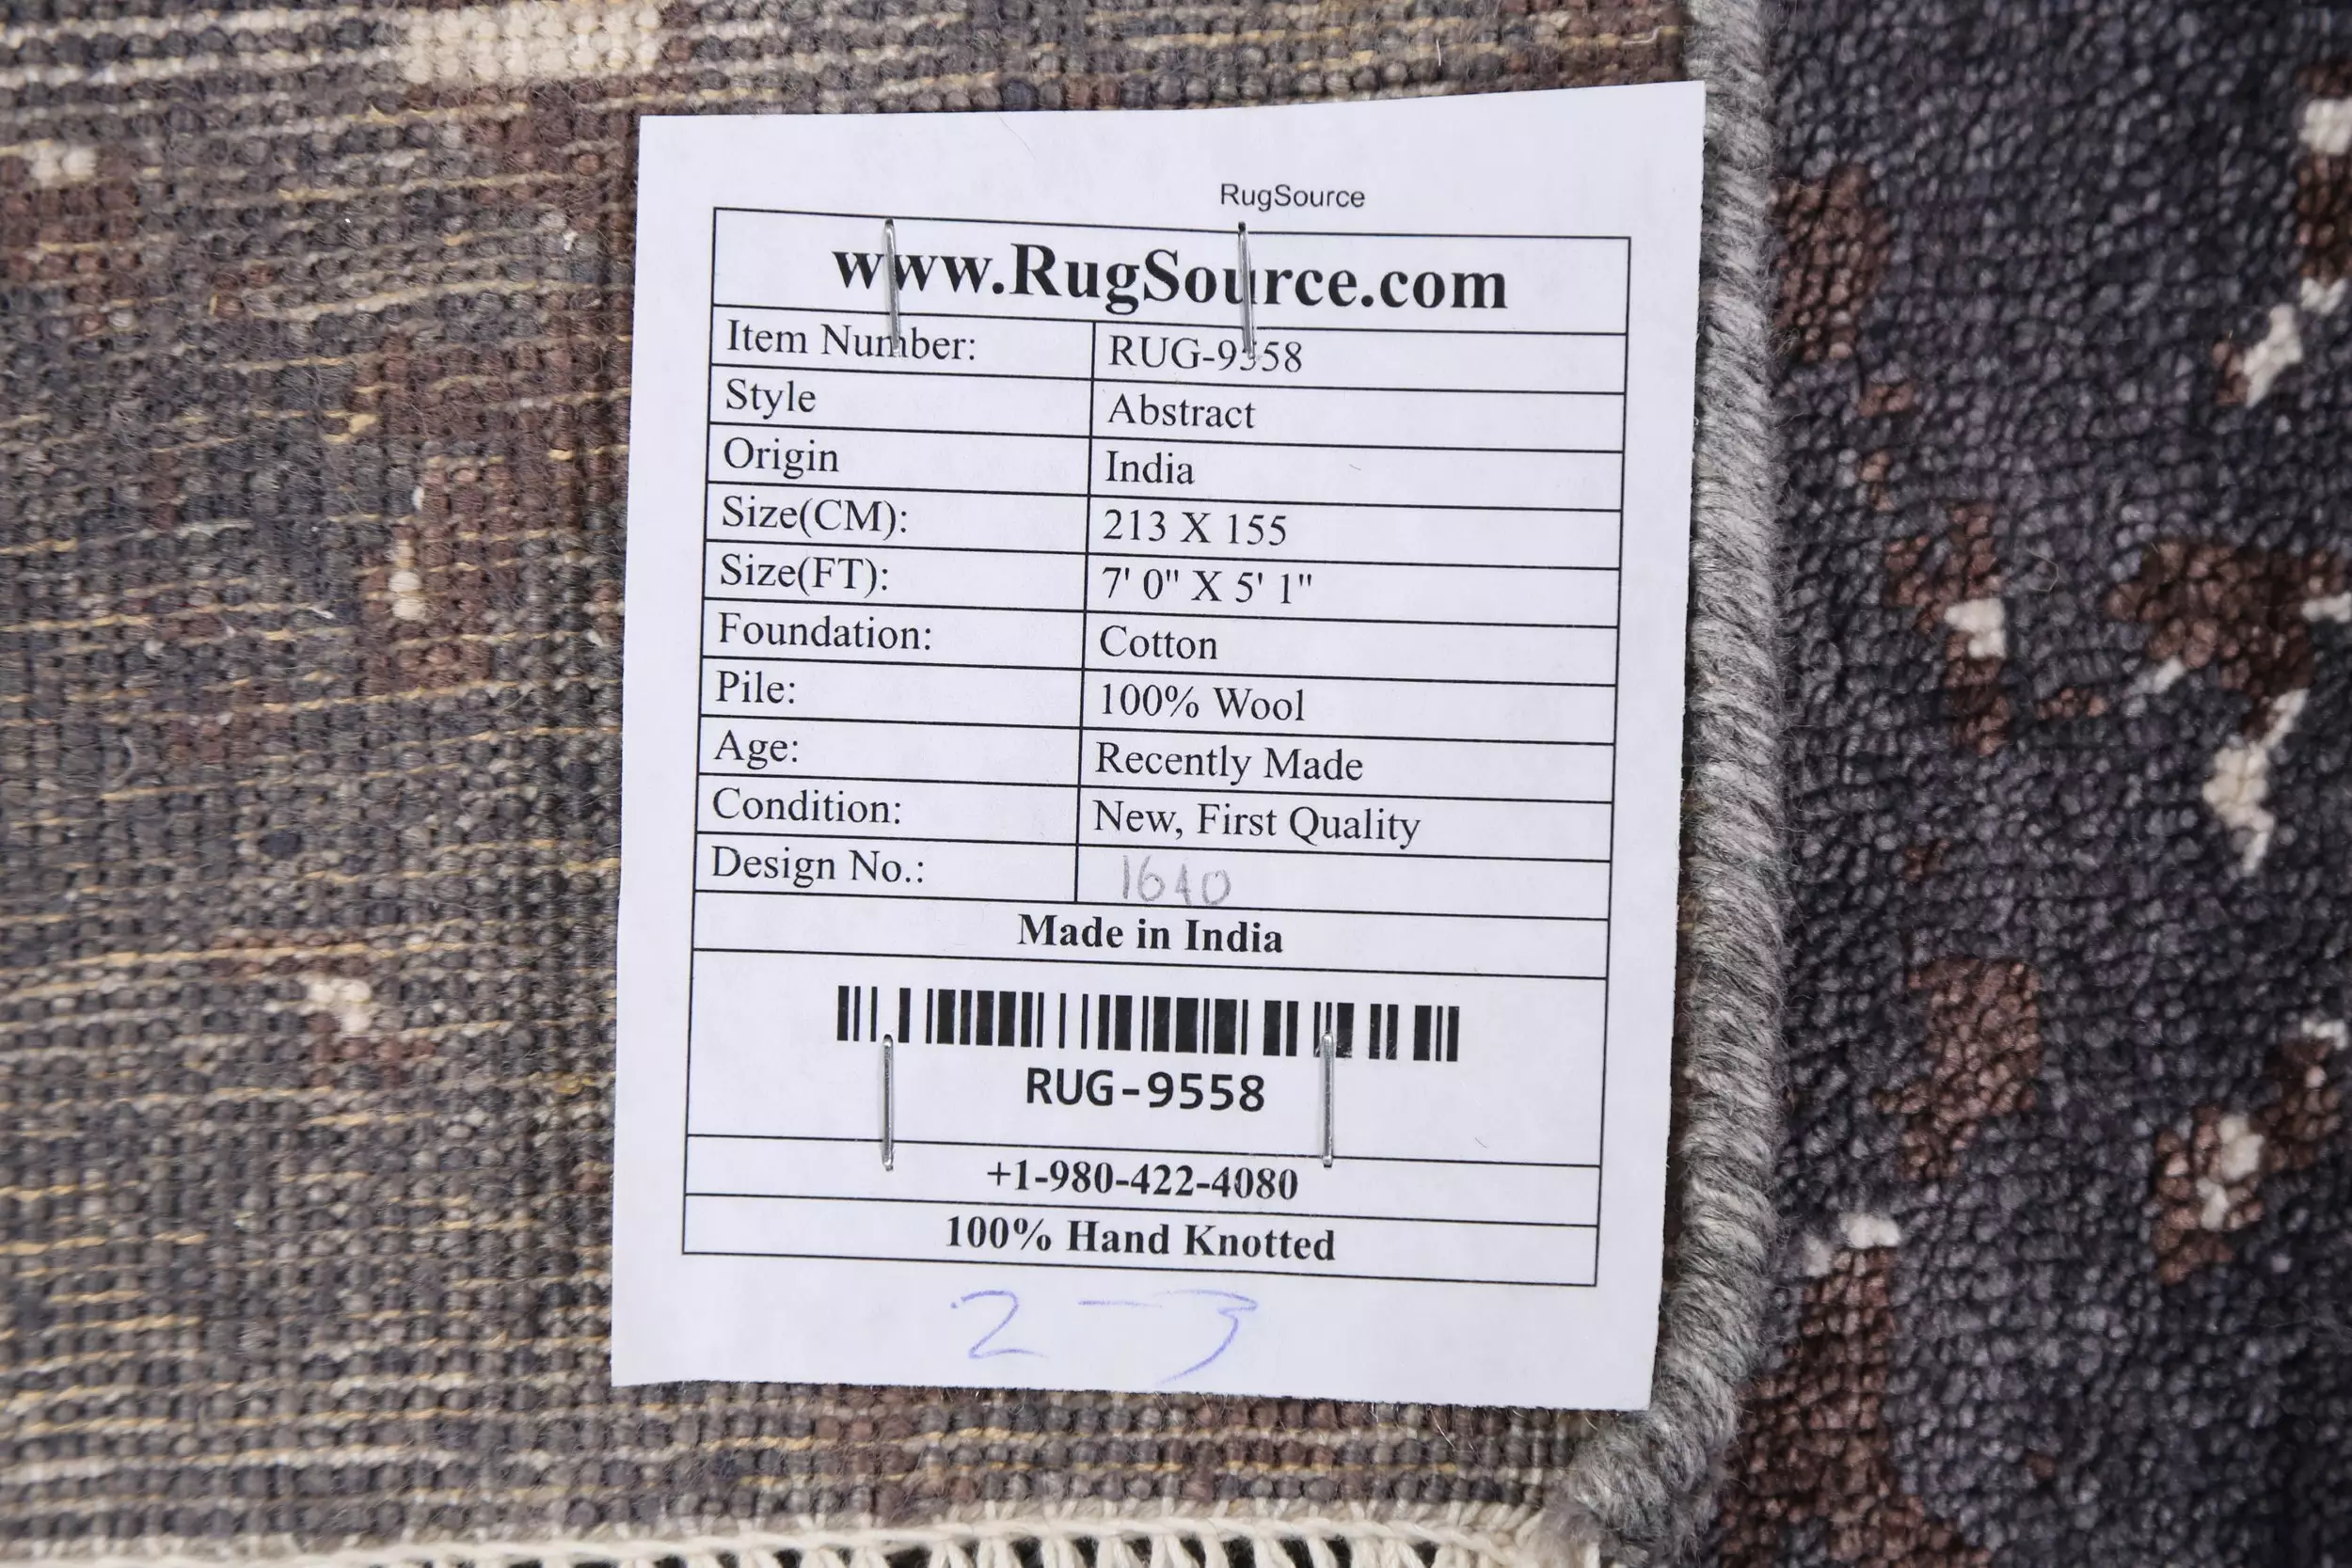 RugSource
www.RugSource.com
Item Number: RUG-9558
Style Abstract
Origin India
Size(CM): 213 X 155
Size(FT): 7' 0" X 5' 1"
Foundation: Cotton
Pile: 100% Wool
Age: Recently Made
Condition: New, First Quality
Design No.: 1640
Made in India
RUG-9558
+1-980-422-4080
100% Hand Knotted
2-3